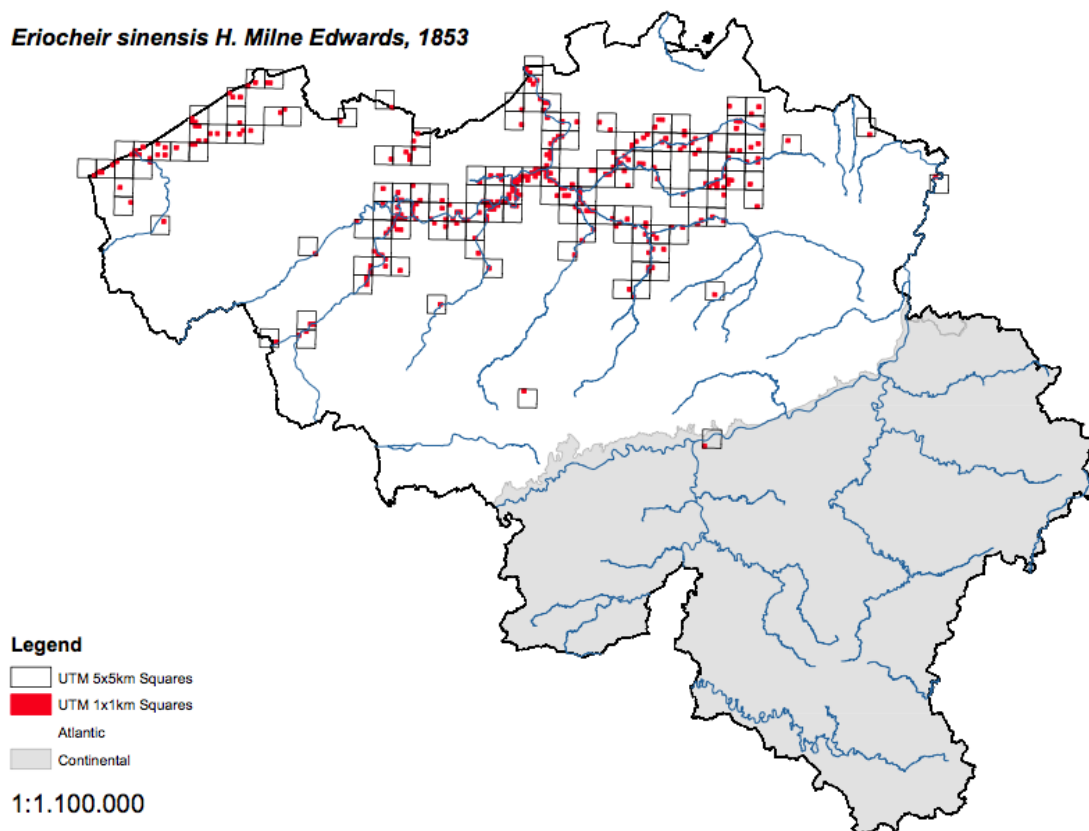 Eriocheir sinensis H. Milne Edwards, 1853
Legend
UTM 5x5km Squares
UTM 1x1km Squares
Atlantic
Continental
1:1.100.000